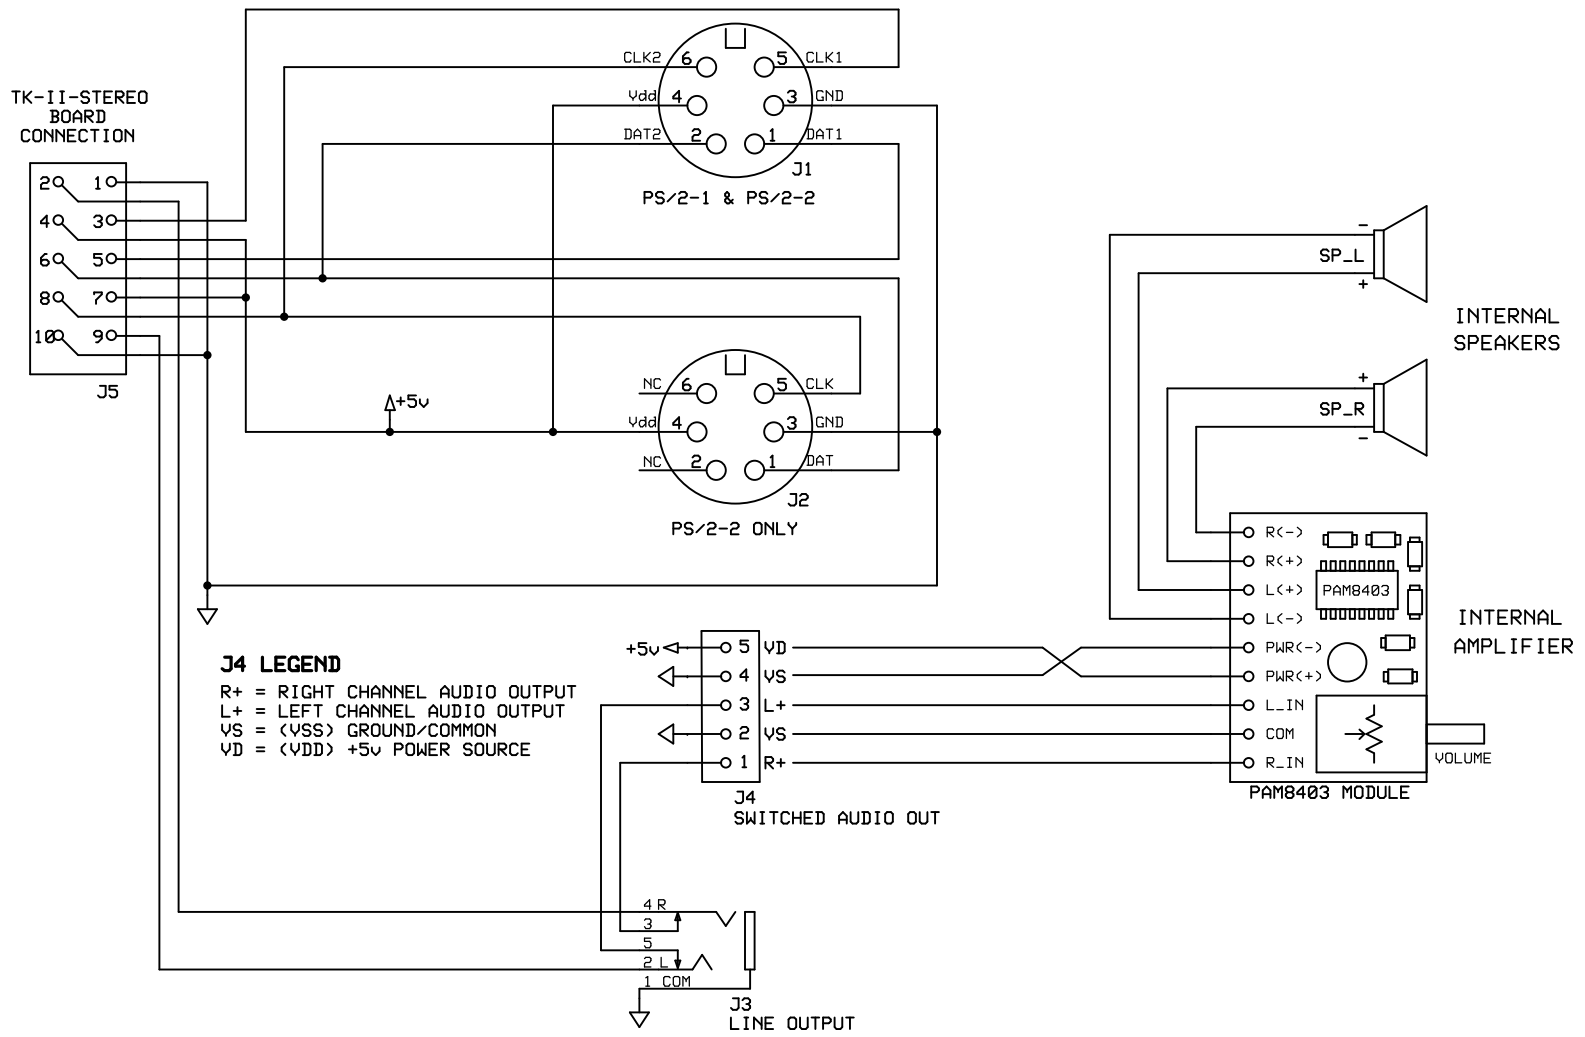 TK-II-STEREO
BOARD
CONNECTION
2 1
4 3
6 5
8 7
10 9
J5
CLK2 6 5 CLK1
Vdd 4 3 GND
DAT2 2 1 DAT1
J1
PS/2-1 & PS/2-2
+5v
NC 6 5 CLK
Vdd 4 3 GND
NC 2 1 DAT
J2
PS/2-2 ONLY
-
SP_L
+
INTERNAL
SPEAKERS
+
SP_R
-
R(-)
R(+)
L(+)
L(-)
PWR(-)
PWR(+)
L_IN
COM
R_IN
PAM8403
VOLUME
PAM8403 MODULE
INTERNAL
AMPLIFIER
J4 LEGEND
R+ = RIGHT CHANNEL AUDIO OUTPUT
L+ = LEFT CHANNEL AUDIO OUTPUT
VS = (VSS) GROUND/COMMON
VD = (VDD) +5v POWER SOURCE
+5v 5 VD
4 VS
3 L+
2 VS
1 R+
J4
SWITCHED AUDIO OUT
4 R
3
5
2 L
1 COM
J3
LINE OUTPUT